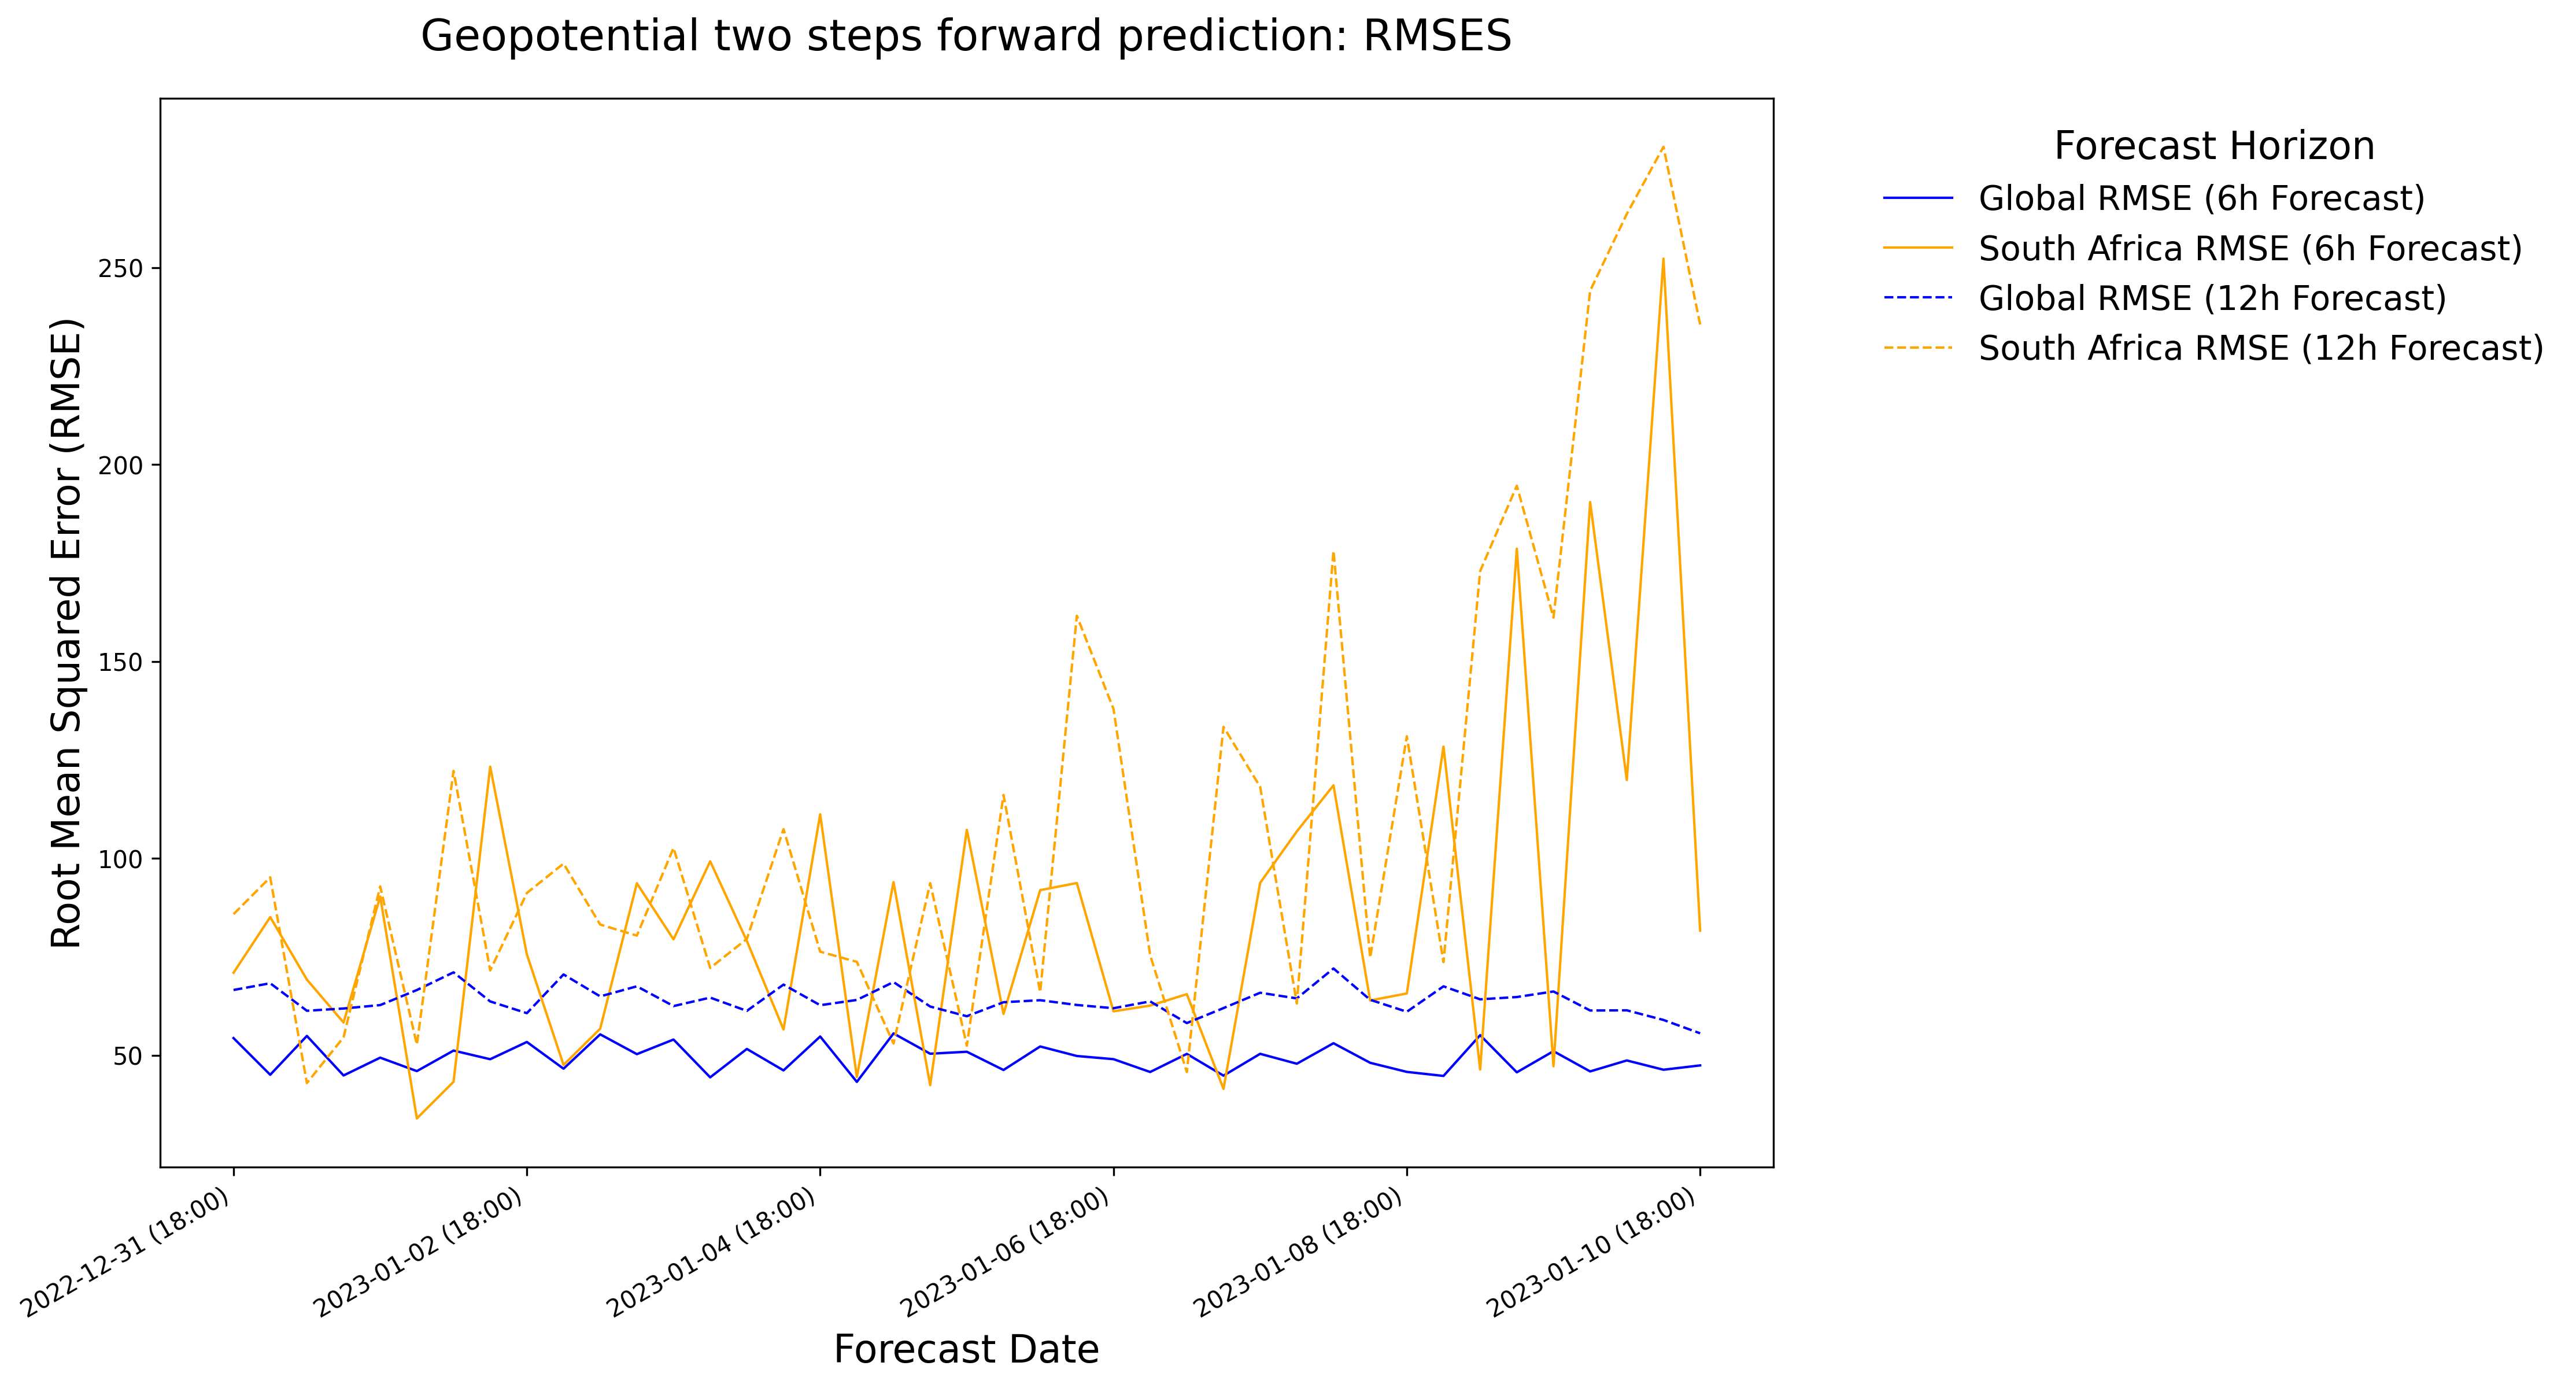 Geopotential two steps forward prediction: RMSES
Forecast Horizon
Global RMSE (6h Forecast)
South Africa RMSE (6h Forecast)
Global RMSE (12h Forecast)
South Africa RMSE (12h Forecast)
Root Mean Squared Error (RMSE)
250
200
150
100
50
2022-12-31 (18:00)
2023-01-02 (18:00)
2023-01-04 (18:00)
2023-01-06 (18:00)
2023-01-08 (18:00)
2023-01-10 (18:00)
Forecast Date